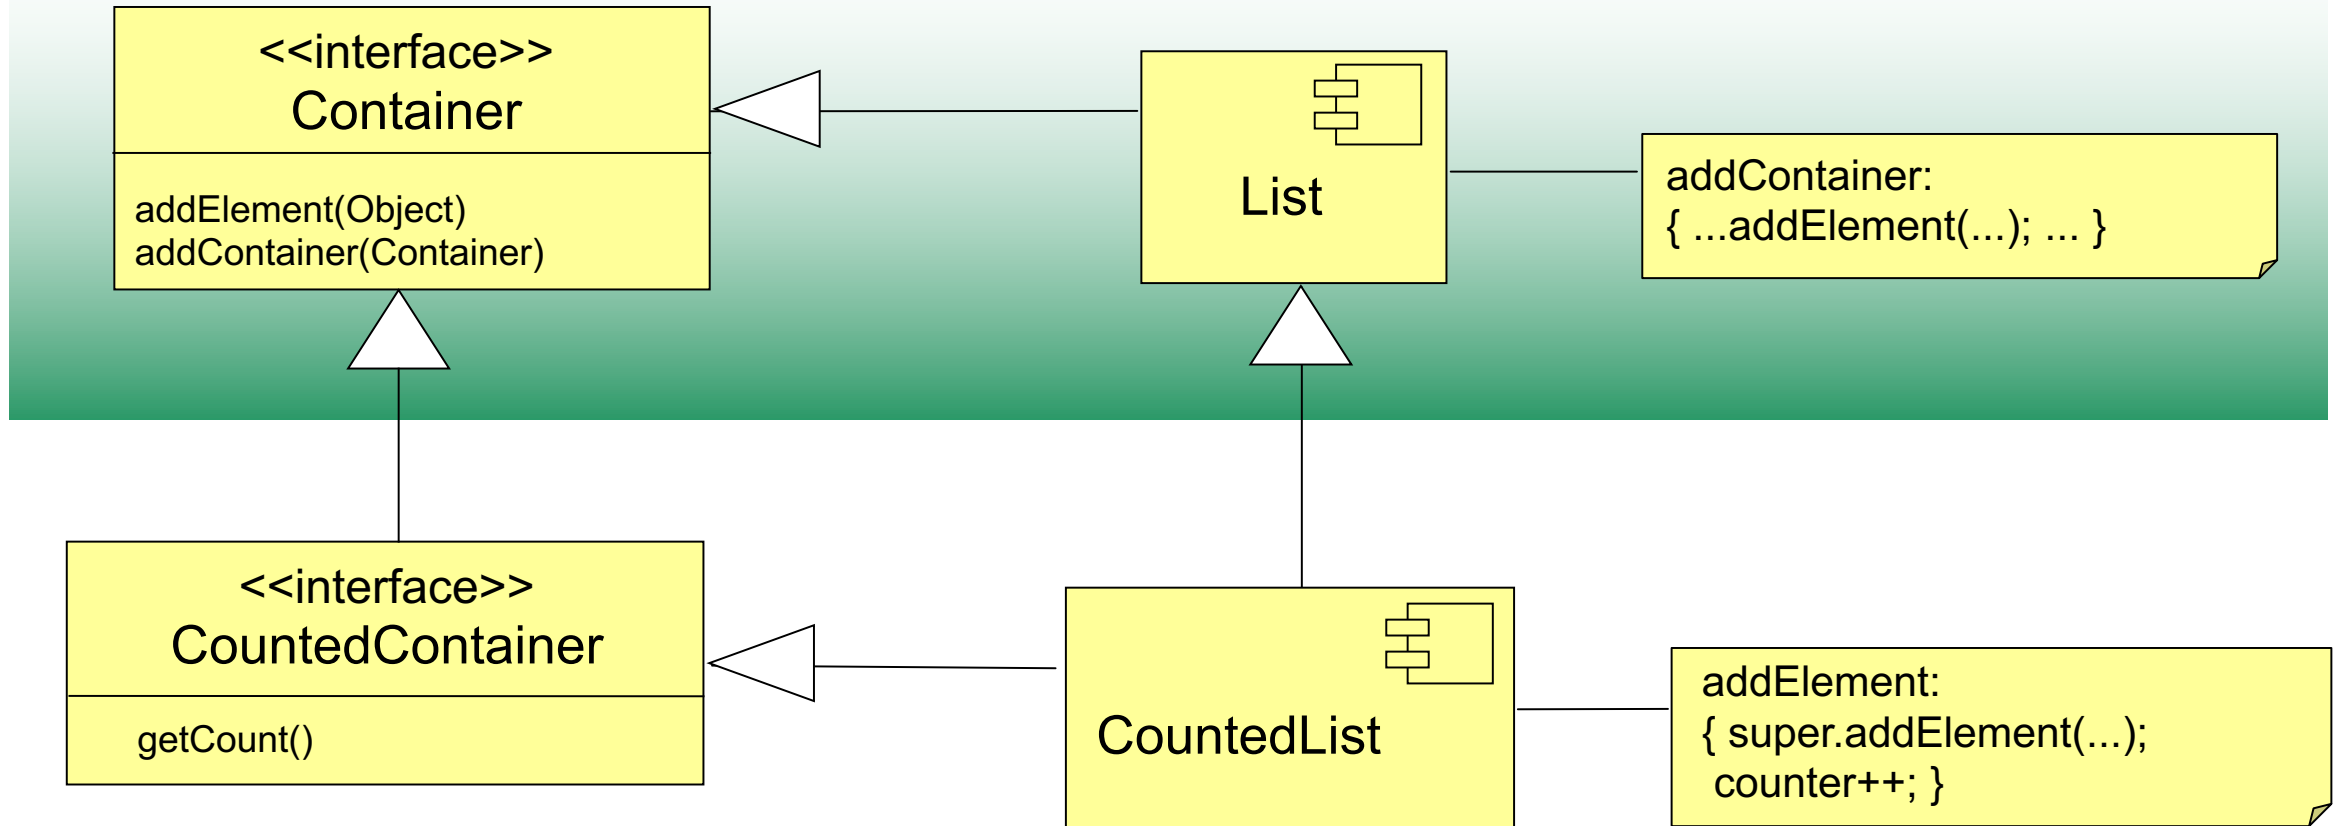 <<interface>>
Container
addElement(Object)
addContainer(Container)
List
addContainer:
{ ...addElement(...); ... }
<<interface>>
CountedContainer
getCount()
CountedList
addElement:
{ super.addElement(...);
counter++; }